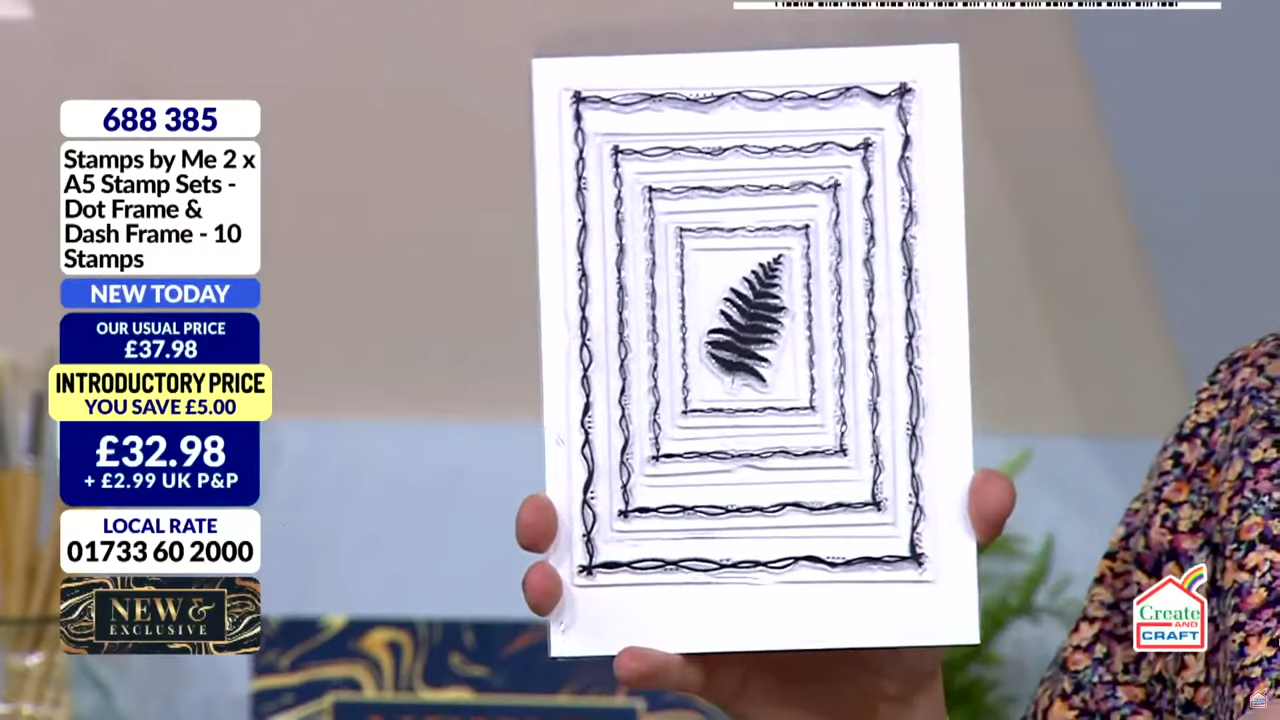 688 385
Stamps by Me 2 x
A5 Stamp Sets -
Dot Frame &
Dash Frame - 10
Stamps
NEW TODAY
OUR USUAL PRICE
£37.98
INTRODUCTORY PRICE
YOU SAVE £5.00
£32.98
+ £2.99 UK P&P
LOCAL RATE
01733 60 2000
NEW &
EXCLUSIVE
Create
AND
CRAFT